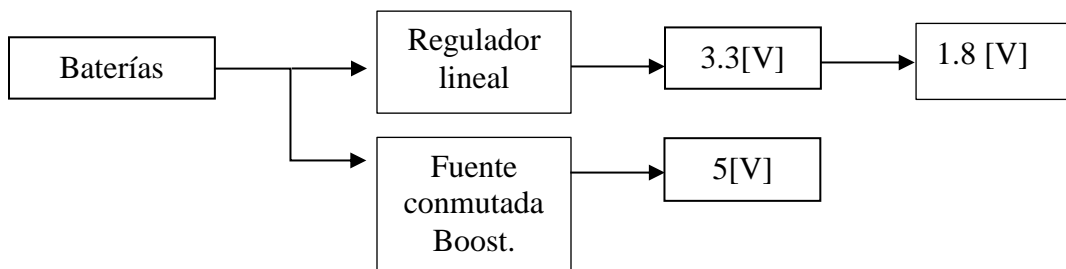 Baterías
Regulador
lineal
3.3[V]
1.8 [V]
Fuente
conmutada
Boost.
5[V]